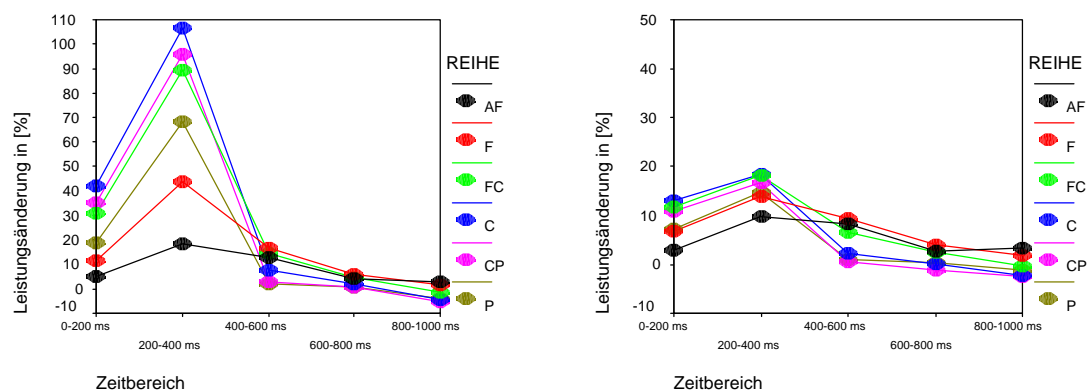 110
100
90
80
70
60
50
40
30
20
10
0
-10
Leistungsänderung in [%]
0-200 ms
200-400 ms
400-600 ms
600-800 ms
800-1000 ms
Zeitbereich
REIHE
AF
F
FC
C
CP
P
50
40
30
20
10
0
-10
Leistungsänderung in [%]
0-200 ms
200-400 ms
400-600 ms
600-800 ms
800-1000 ms
Zeitbereich
REIHE
AF
F
FC
C
CP
P